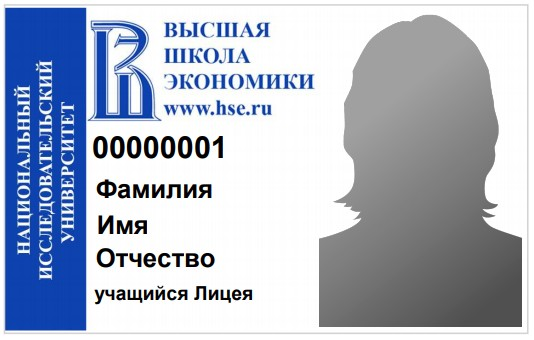 НАЦИОНАЛЬНЫЙ
ИССЛЕДОВАТЕЛЬСКИЙ
УНИВЕРСИТЕТ
ВЫСШАЯ
ШКОЛА
ЭКОНОМИКИ
www.hse.ru
00000001
Фамилия
Имя
Отчество
учащийся Лицея